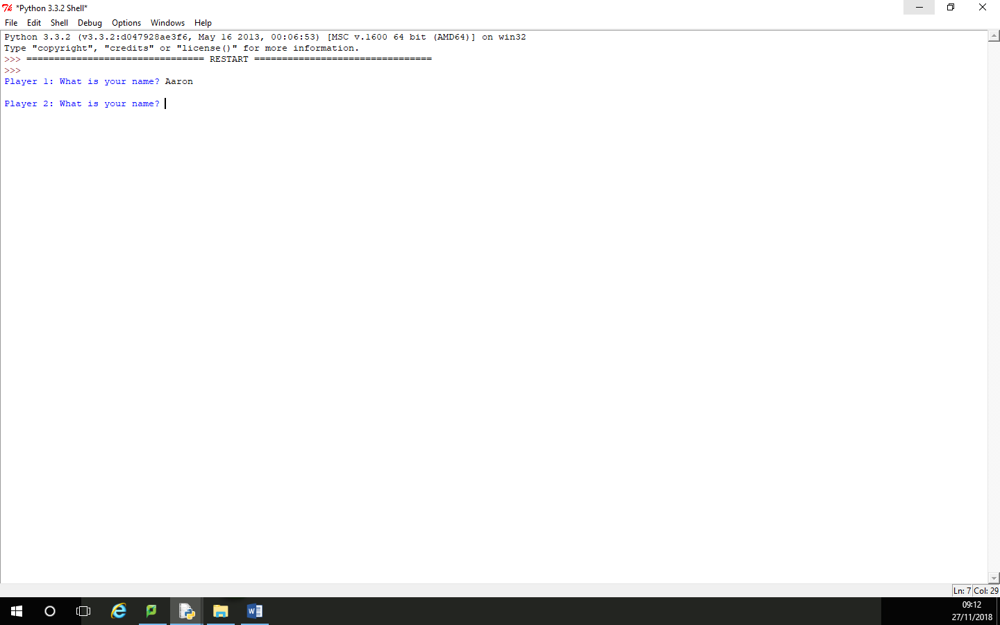 *Python 3.3.2 Shell*
File Edit Shell Debug Options Windows Help
Python 3.3.2 (v3.3.2:d047928ae3f6, May 16 2013, 00:06:53) [MSC v.1600 64 bit (AMD64)] on win32
Type "copyright", "credits" or "license()" for more information.
>>> ================================ RESTART ================================
>>>
Player 1: What is your name? Aaron
Player 2: What is your name?
Ln: 7 Col: 29
09:12
27/11/2018